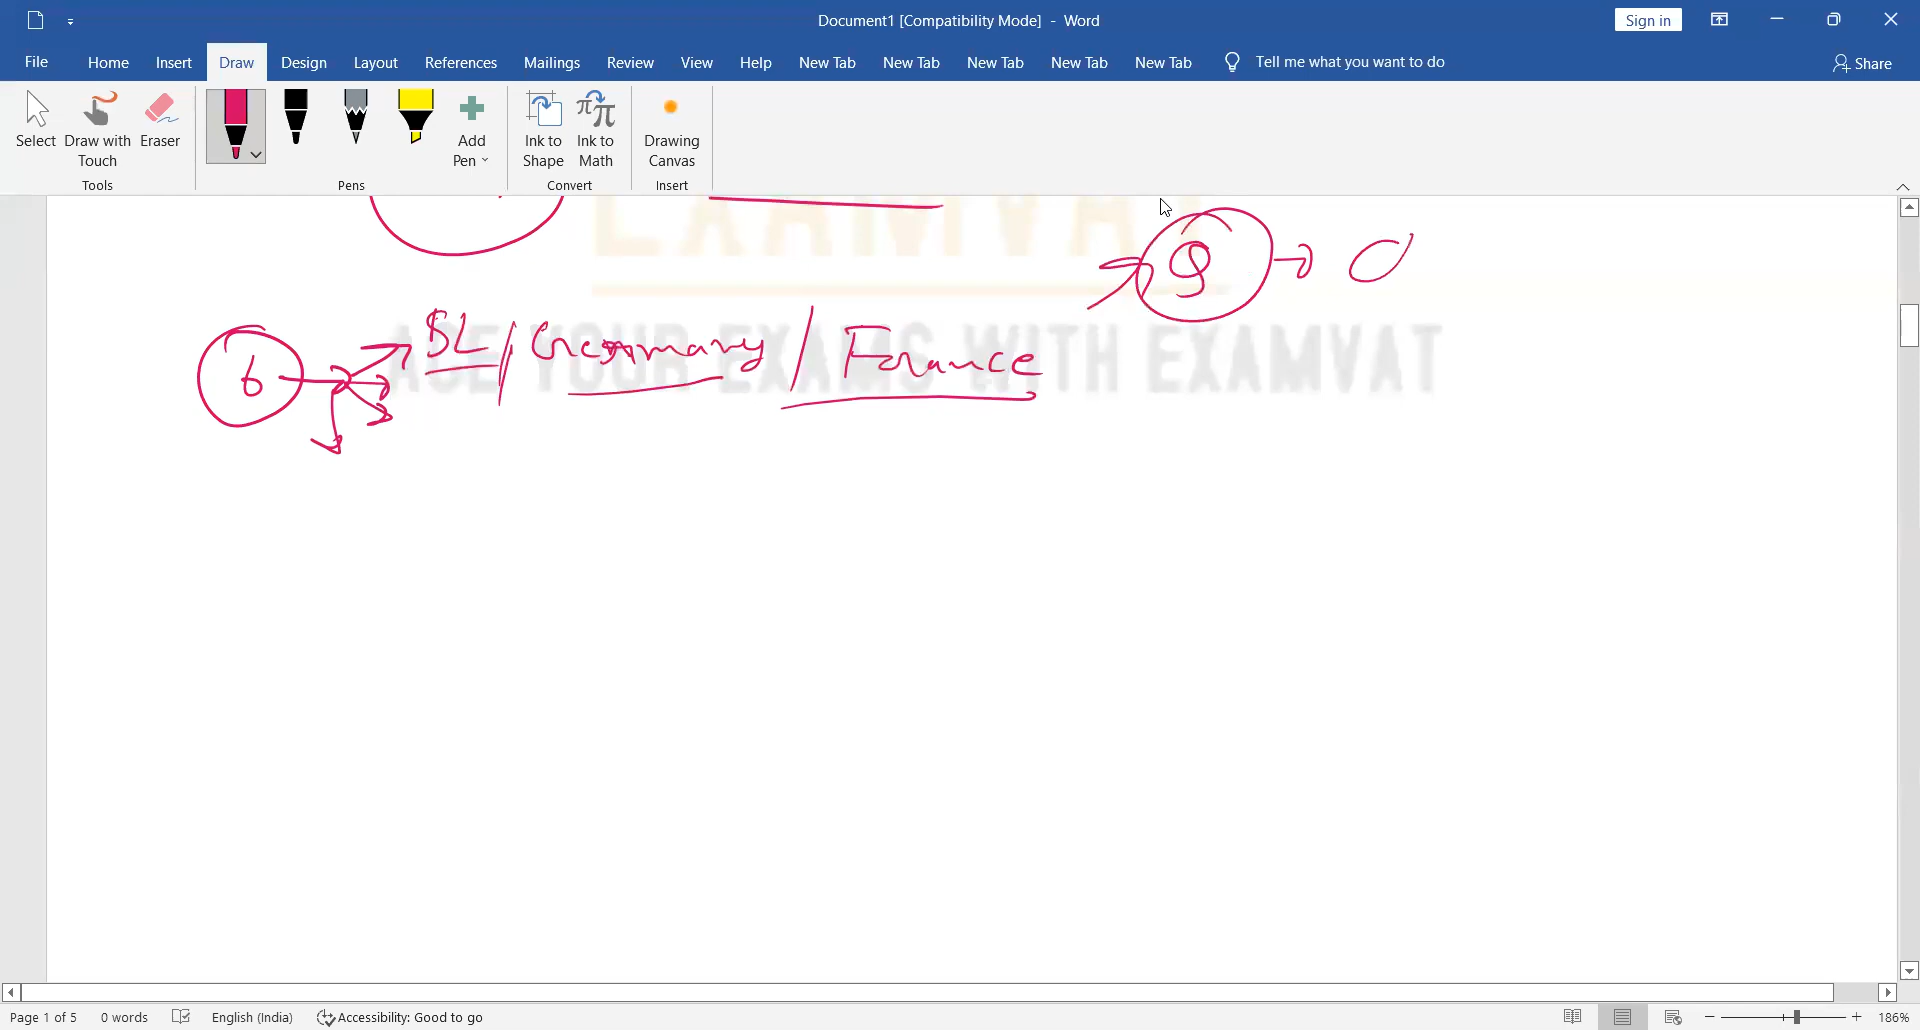 Document1 [Compatibility Mode] - Word
Sign in
File Home Insert Draw Design Layout References Mailings Review View Help New Tab New Tab New Tab New Tab New Tab Tell me what you want to do Share
Select Draw with Touch Eraser Add Pen Ink to Shape Ink to Math Drawing Canvas
Tools Pens Convert Insert
EXAMVAT
9
6 SL / Germany / France
ACE YOUR EXAMS WITH EXAMVAT
Page 1 of 5 0 words English (India) Accessibility: Good to go 186%